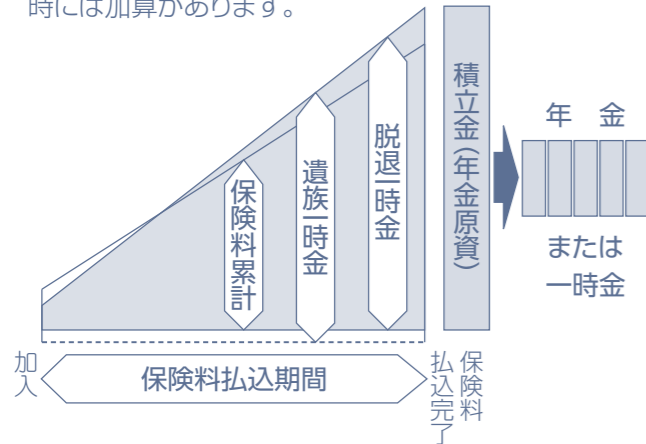 時には加算があります。
保険料累計
遺族一時金
脱退一時金
積立金(年金原資)
年 金
または
一時金
加入
保険料払込期間
保険料
払込完了